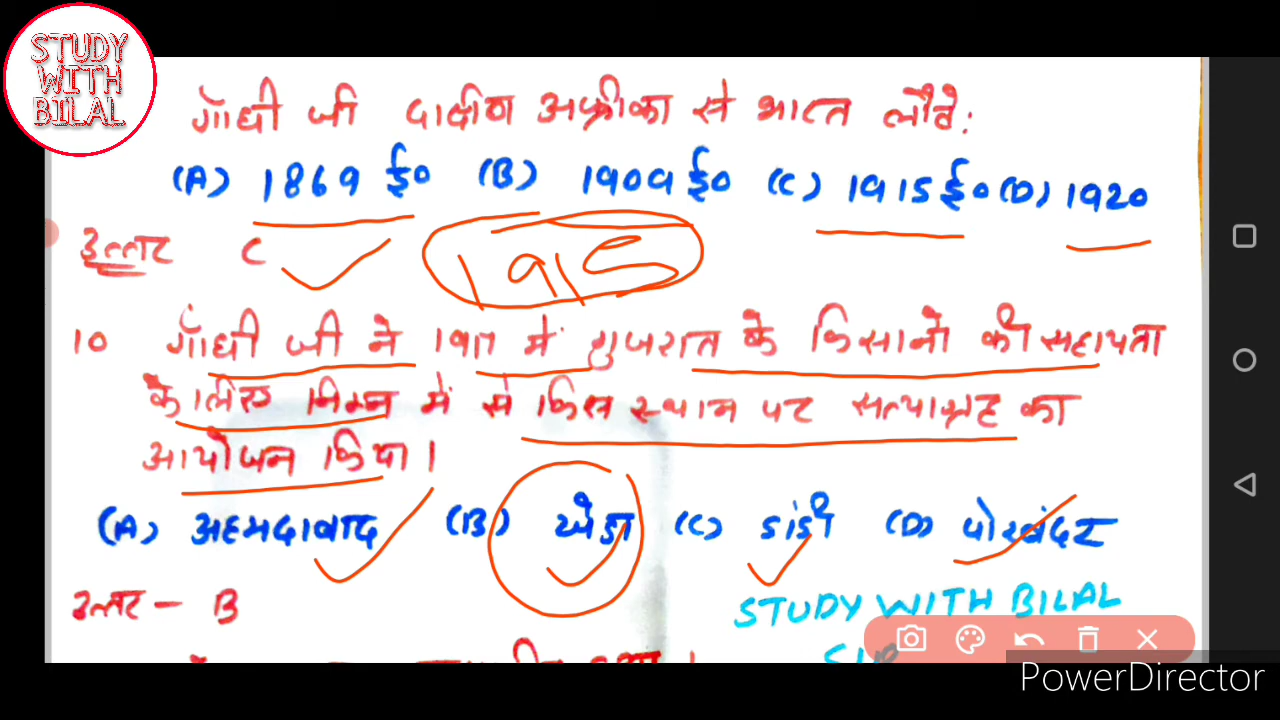 STUDY
WITH
BILAL
गाँधी जी दाक्षीण अफ्रीका से भारत लौटे:
(A) 1869 ई० (B) 1909 ई० (C) 1915 ई० (D) 1920
उत्तर C
1915
10 गाँधी जी ने 1917 में गुजरात के किसानो की सहायता
के लिए निम्न में से किस स्थान पर सत्याग्रह का
आयोजन किया।
(A) अहमदाबाद (B) खेडा (C) डांडी (D) पोरबंदर
उत्तर - B
STUDY WITH BILAL
PowerDirector